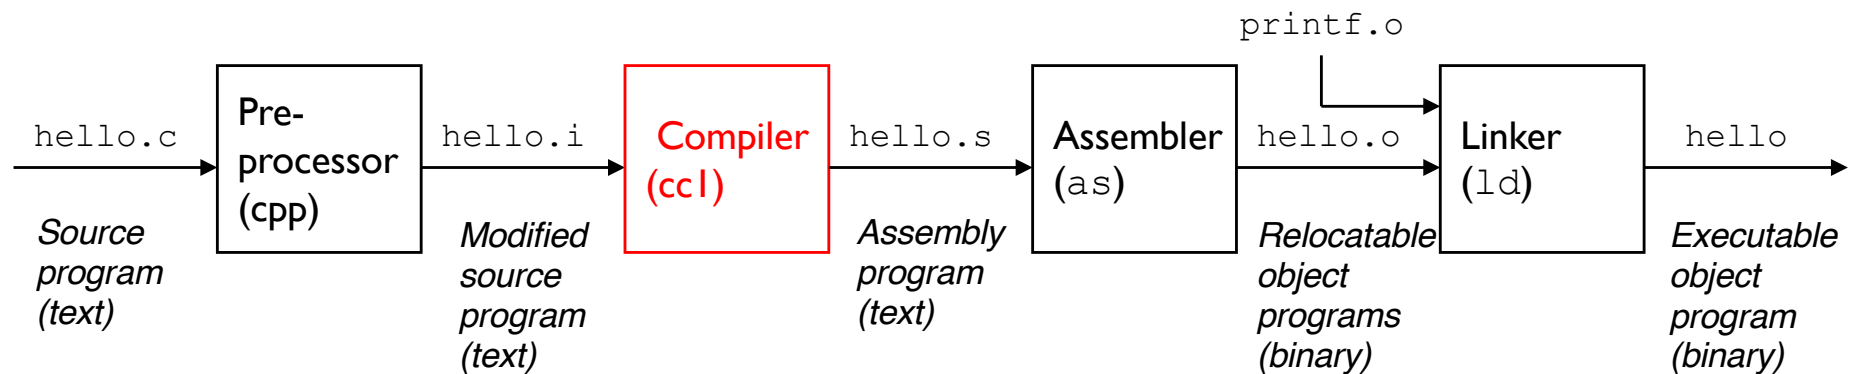 printf.o
hello.c
Pre-
processor
(cpp)
hello.i
Compiler
(cc1)
hello.s
Assembler
(as)
hello.o
Linker
(ld)
hello
Source
program
(text)
Modified
source
program
(text)
Assembly
program
(text)
Relocatable
object
programs
(binary)
Executable
object
program
(binary)